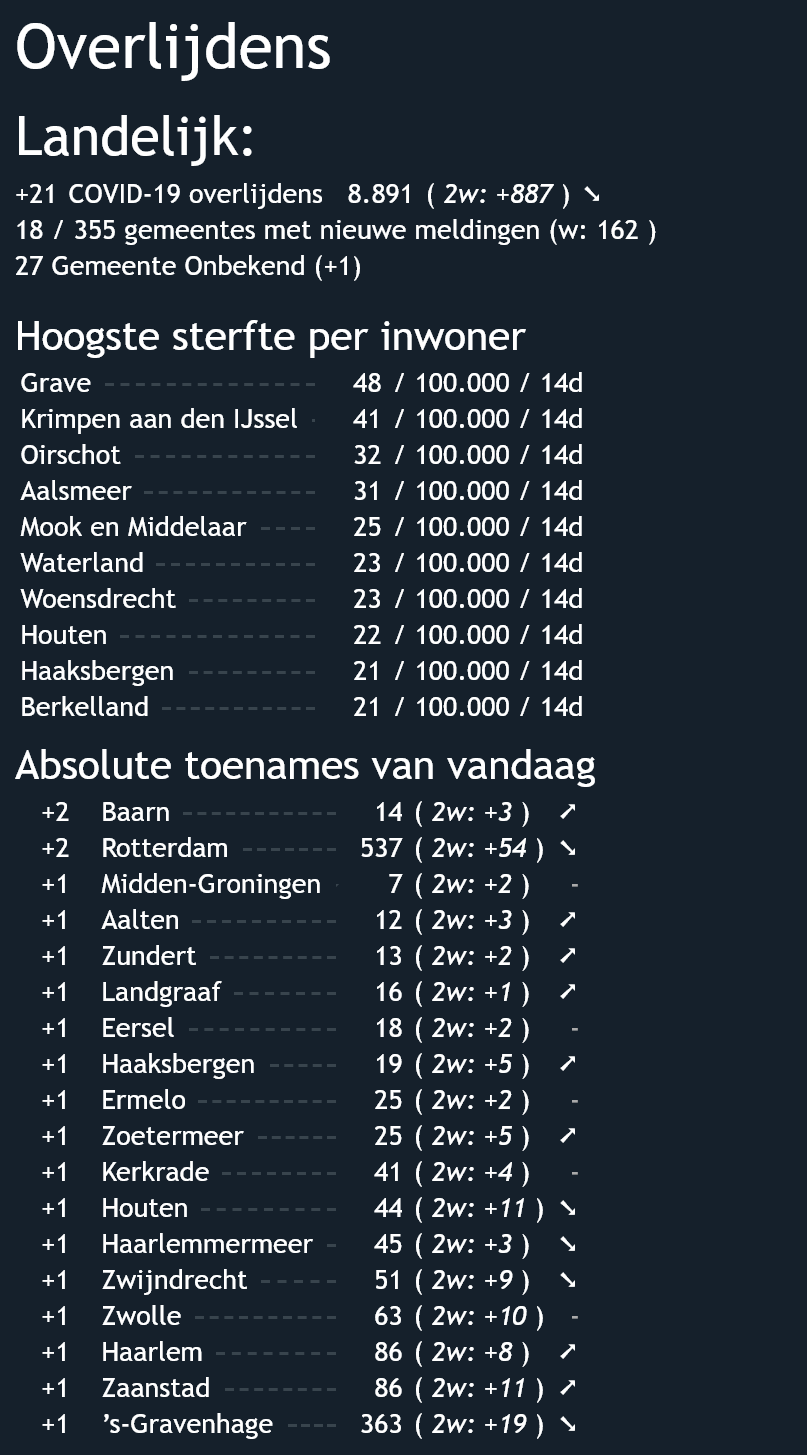 Overlijdens
Landelijk:
+21 COVID-19 overlijdens 8.891 ( 2w: +887 ) ➘
18 / 355 gemeentes met nieuwe meldingen (w: 162 )
27 Gemeente Onbekend (+1)
Hoogste sterfte per inwoner
Grave -------------- 48 / 100.000 / 14d
Krimpen aan den IJssel - 41 / 100.000 / 14d
Oirschot ------------ 32 / 100.000 / 14d
Aalsmeer ----------- 31 / 100.000 / 14d
Mook en Middelaar ---- 25 / 100.000 / 14d
Waterland ---------- 23 / 100.000 / 14d
Woensdrecht -------- 23 / 100.000 / 14d
Houten ------------- 22 / 100.000 / 14d
Haaksbergen -------- 21 / 100.000 / 14d
Berkelland ---------- 21 / 100.000 / 14d
Absolute toenames van vandaag
+2 Baarn ---------- 14 ( 2w: +3 ) ➚
+2 Rotterdam ------ 537 ( 2w: +54 ) ➘
+1 Midden-Groningen - 7 ( 2w: +2 ) -
+1 Aalten --------- 12 ( 2w: +3 ) ➚
+1 Zundert -------- 13 ( 2w: +2 ) ➚
+1 Landgraaf ------- 16 ( 2w: +1 ) ➚
+1 Eersel ---------- 18 ( 2w: +2 ) -
+1 Haaksbergen ----- 19 ( 2w: +5 ) ➚
+1 Ermelo --------- 25 ( 2w: +2 ) -
+1 Zoetermeer ------ 25 ( 2w: +5 ) ➚
+1 Kerkrade -------- 41 ( 2w: +4 ) -
+1 Houten --------- 44 ( 2w: +11 ) ➘
+1 Haarlemmermeer - 45 ( 2w: +3 ) ➘
+1 Zwijndrecht ----- 51 ( 2w: +9 ) ➘
+1 Zwolle --------- 63 ( 2w: +10 ) -
+1 Haarlem -------- 86 ( 2w: +8 ) ➚
+1 Zaanstad -------- 86 ( 2w: +11 ) ➚
+1 ’s-Gravenhage ---- 363 ( 2w: +19 ) ➘